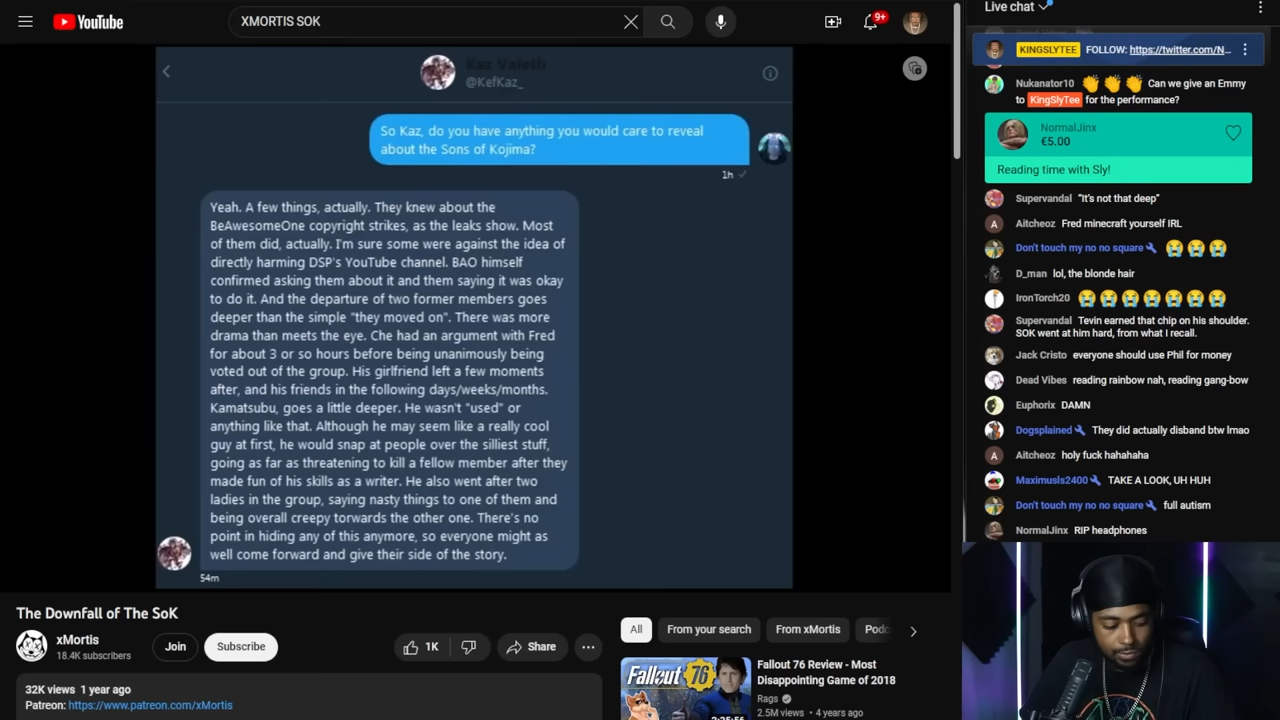 YouTube
XMORTIS SOK
9+
Kaz Valeth
@KefKaz_
So Kaz, do you have anything you would care to reveal
about the Sons of Kojima?
1h
Yeah. A few things, actually. They knew about the
BeAwesomeOne copyright strikes, as the leaks show. Most
of them did, actually. I'm sure some were against the idea of
directly harming DSP's YouTube channel. BAO himself
confirmed asking them about it and them saying it was okay
to do it. And the departure of two former members goes
deeper than the simple "they moved on". There was more
drama than meets the eye. Che had an argument with Fred
for about 3 or so hours before being unanimously being
voted out of the group. His girlfriend left a few moments
after, and his friends in the following days/weeks/months.
Kamatsubu, goes a little deeper. He wasn't "used" or
anything like that. Although he may seem like a really cool
guy at first, he would snap at people over the silliest stuff,
going as far as threatening to kill a fellow member after they
made fun of his skills as a writer. He also went after two
ladies in the group, saying nasty things to one of them and
being overall creepy torwards the other one. There's no
point in hiding any of this anymore, so everyone might as
well come forward and give their side of the story.
54m
The Downfall of The SoK
xMortis
18.4K subscribers
Join
Subscribe
1K
Share
32K views 1 year ago
Patreon: https://www.patreon.com/xMortis
All
From your search
From xMortis
Podc
Fallout 76
2:25:56
Fallout 76 Review - Most
Disappointing Game of 2018
Rags
2.5M views • 4 years ago
Live chat
KINGSLYTEE FOLLOW: https://twitter.com/N...
Nukanator10 Can we give an Emmy
to KingSlyTee for the performance?
NormalJinx
€5.00
Reading time with Sly!
Supervandal “It's not that deep”
Aitcheoz Fred minecraft yourself IRL
Don't touch my no no square
D_man lol, the blonde hair
IronTorch20
Supervandal Tevin earned that chip on his shoulder.
SOK went at him hard, from what I recall.
Jack Cristo everyone should use Phil for money
Dead Vibes reading rainbow nah, reading gang-bow
Euphorix DAMN
Dogsplained They did actually disband btw lmao
Aitcheoz holy fuck hahahaha
Maximusls2400 TAKE A LOOK, UH HUH
Don't touch my no no square full autism
NormalJinx RIP headphones